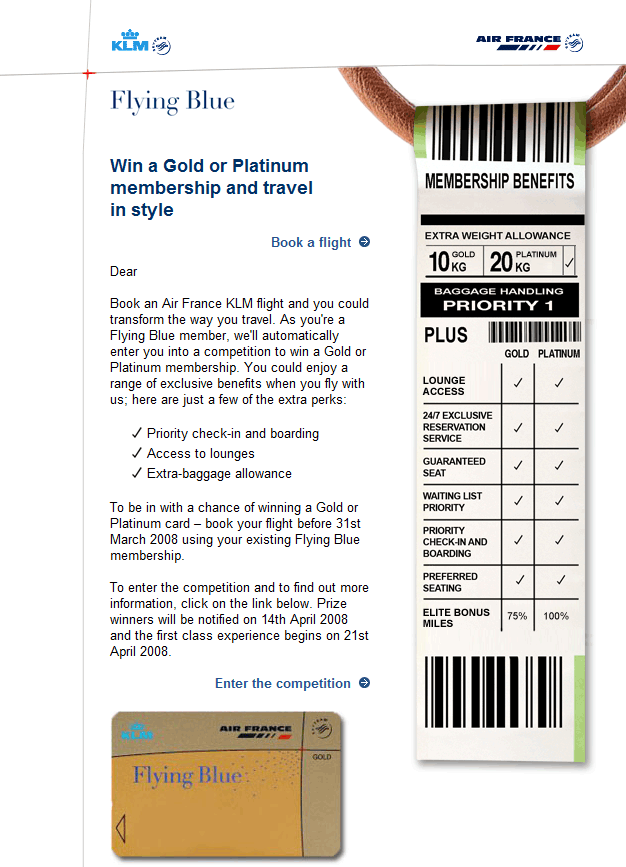 KLM
AIR FRANCE
Flying Blue
Win a Gold or Platinum
membership and travel
in style
Book a flight
Dear
Book an Air France KLM flight and you could
transform the way you travel. As you're a
Flying Blue member, we'll automatically
enter you into a competition to win a Gold or
Platinum membership. You could enjoy a
range of exclusive benefits when you fly with
us; here are just a few of the extra perks:
✓ Priority check-in and boarding
✓ Access to lounges
✓ Extra-baggage allowance
To be in with a chance of winning a Gold or
Platinum card – book your flight before 31st
March 2008 using your existing Flying Blue
membership.
To enter the competition and to find out more
information, click on the link below. Prize
winners will be notified on 14th April 2008
and the first class experience begins on 21st
April 2008.
Enter the competition
KLM
AIR FRANCE
GOLD
Flying Blue
MEMBERSHIP BENEFITS
EXTRA WEIGHT ALLOWANCE
10 KG GOLD 20 KG PLATINUM ✓
BAGGAGE HANDLING
PRIORITY 1
PLUS
GOLD PLATINUM
LOUNGE
ACCESS ✓ ✓
24/7 EXCLUSIVE
RESERVATION ✓ ✓
SERVICE
GUARANTEED
SEAT ✓ ✓
WAITING LIST
PRIORITY ✓ ✓
PRIORITY
CHECK-IN AND ✓ ✓
BOARDING
PREFERRED
SEATING ✓ ✓
ELITE BONUS
MILES 75% 100%